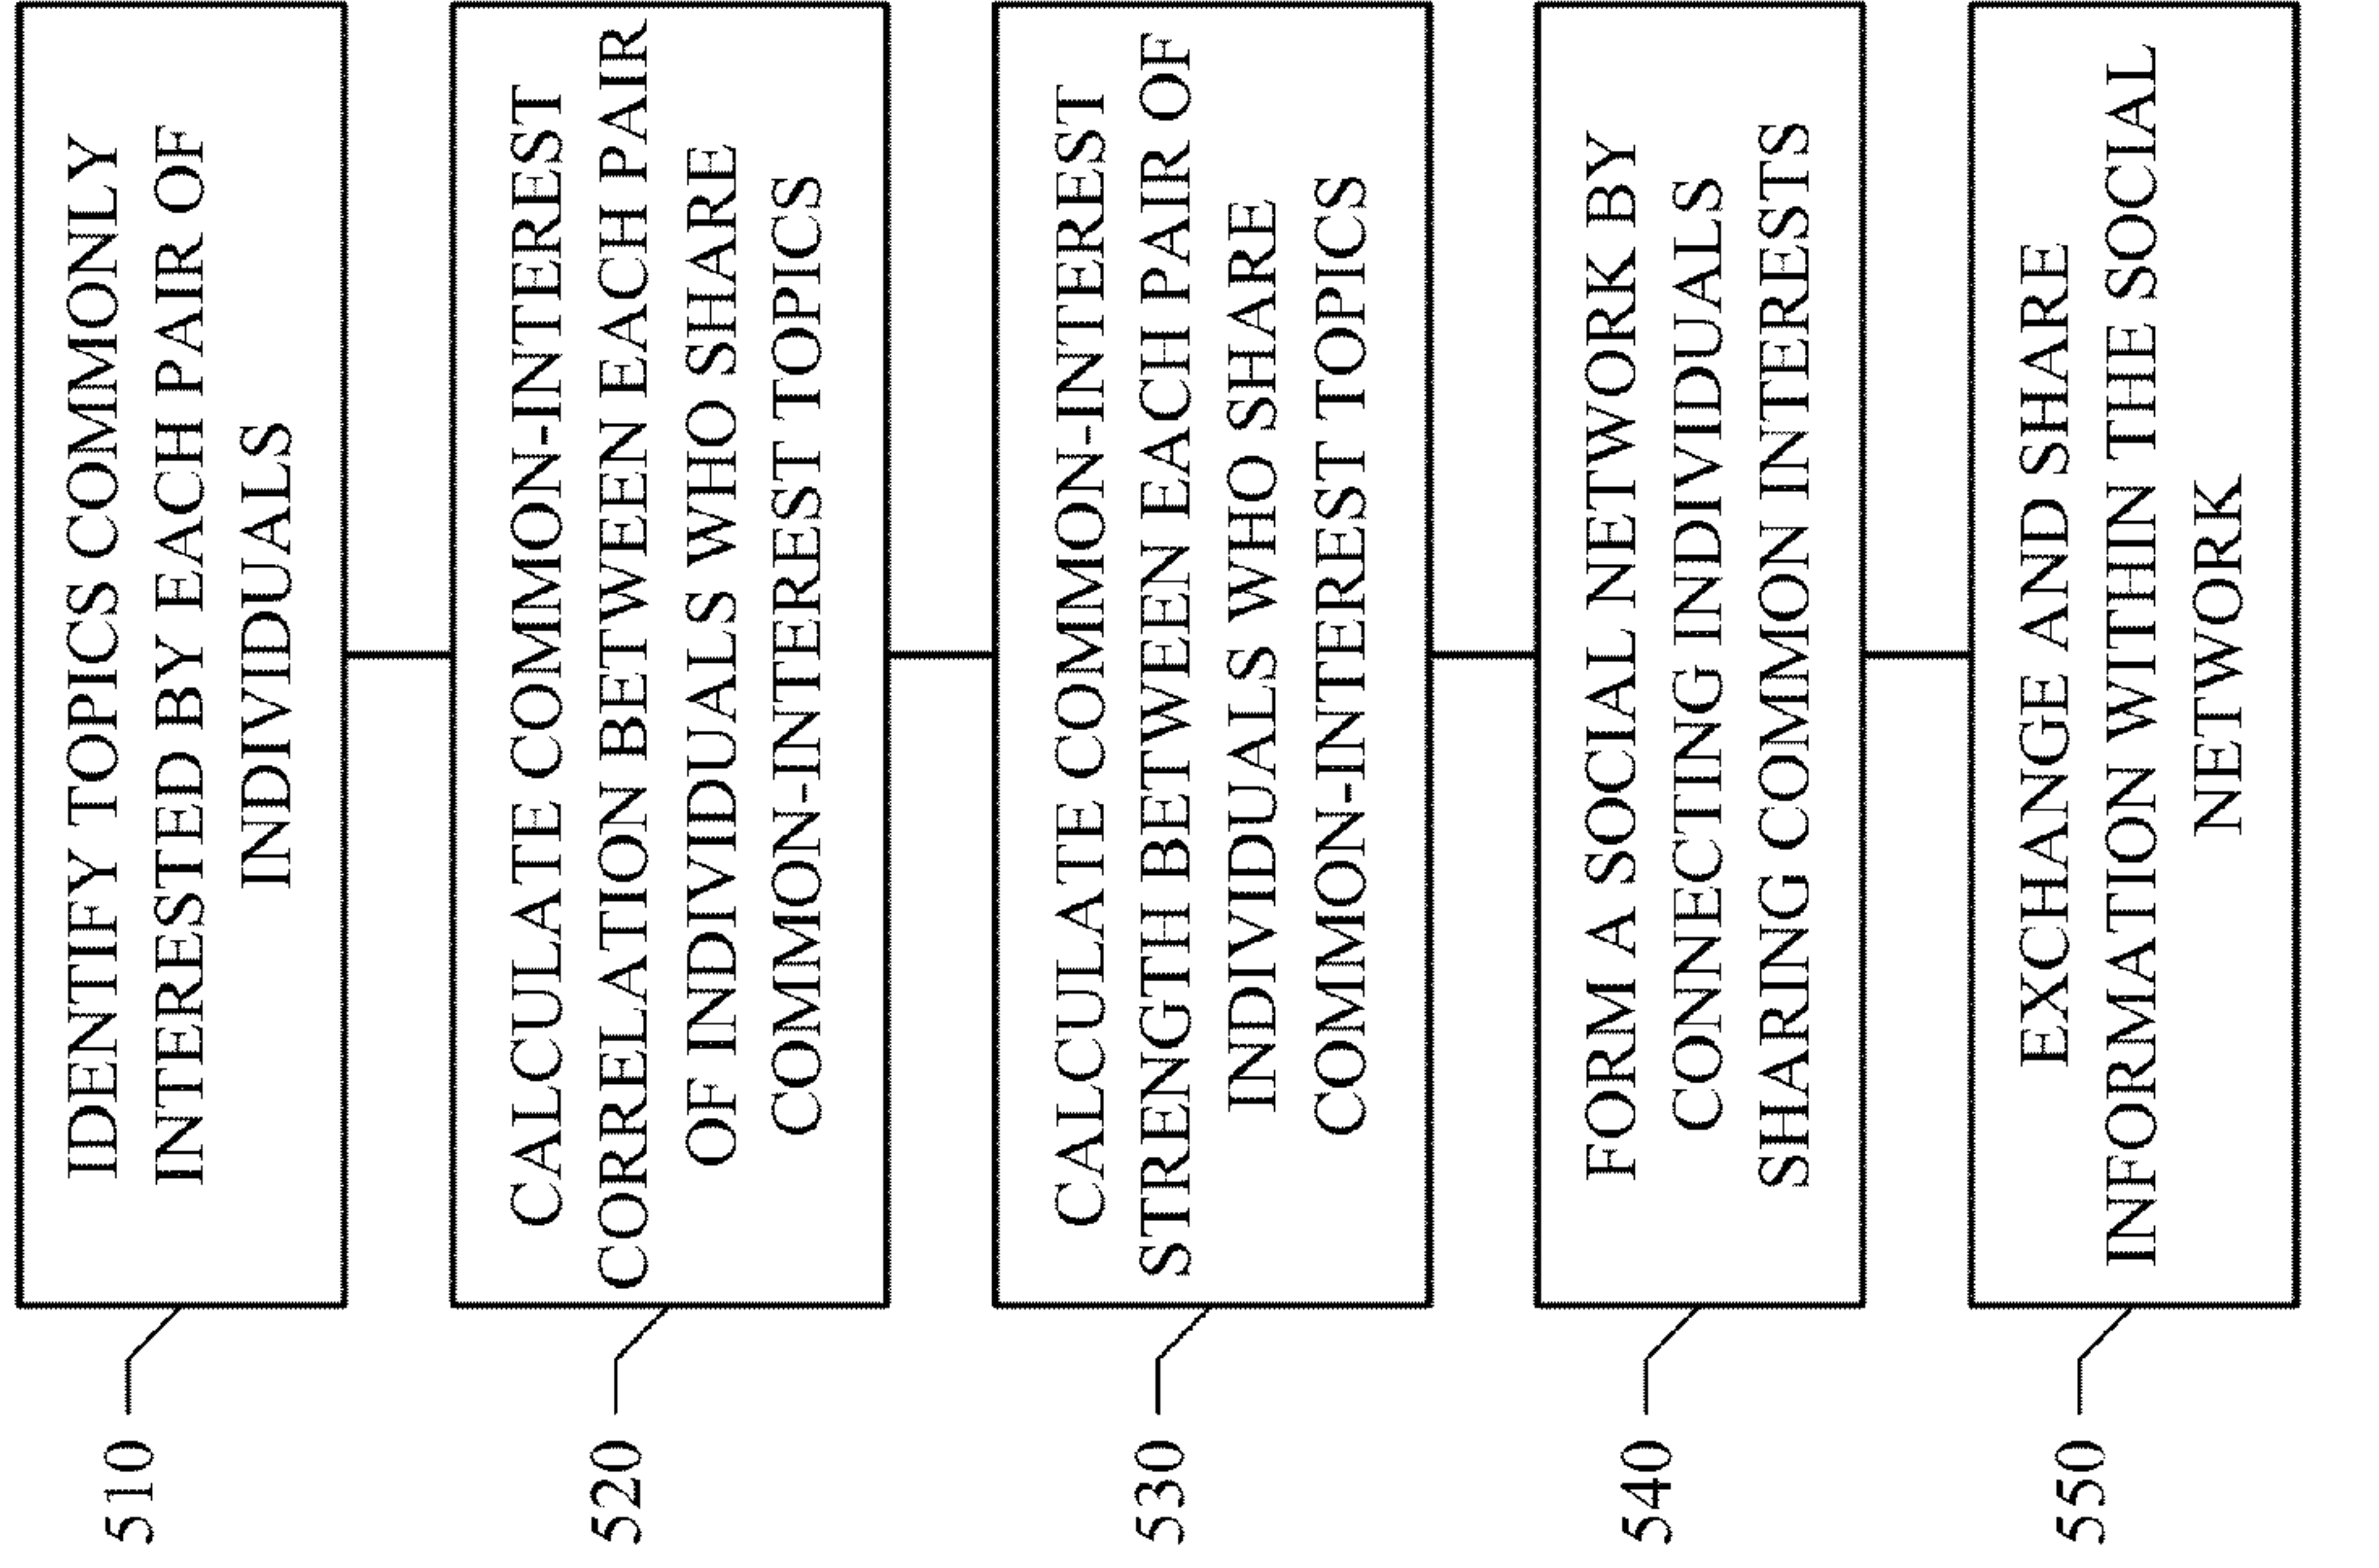 510
IDENTIFY TOPICS COMMONLY
INTERESTED BY EACH PAIR OF
INDIVIDUALS
520
CALCULATE COMMON-INTEREST
CORRELATION BETWEEN EACH PAIR
OF INDIVIDUALS WHO SHARE
COMMON-INTEREST TOPICS
530
CALCULATE COMMON-INTEREST
STRENGTH BETWEEN EACH PAIR OF
INDIVIDUALS WHO SHARE
COMMON-INTEREST TOPICS
540
FORM A SOCIAL NETWORK BY
CONNECTING INDIVIDUALS
SHARING COMMON INTERESTS
550
EXCHANGE AND SHARE
INFORMATION WITHIN THE SOCIAL
NETWORK